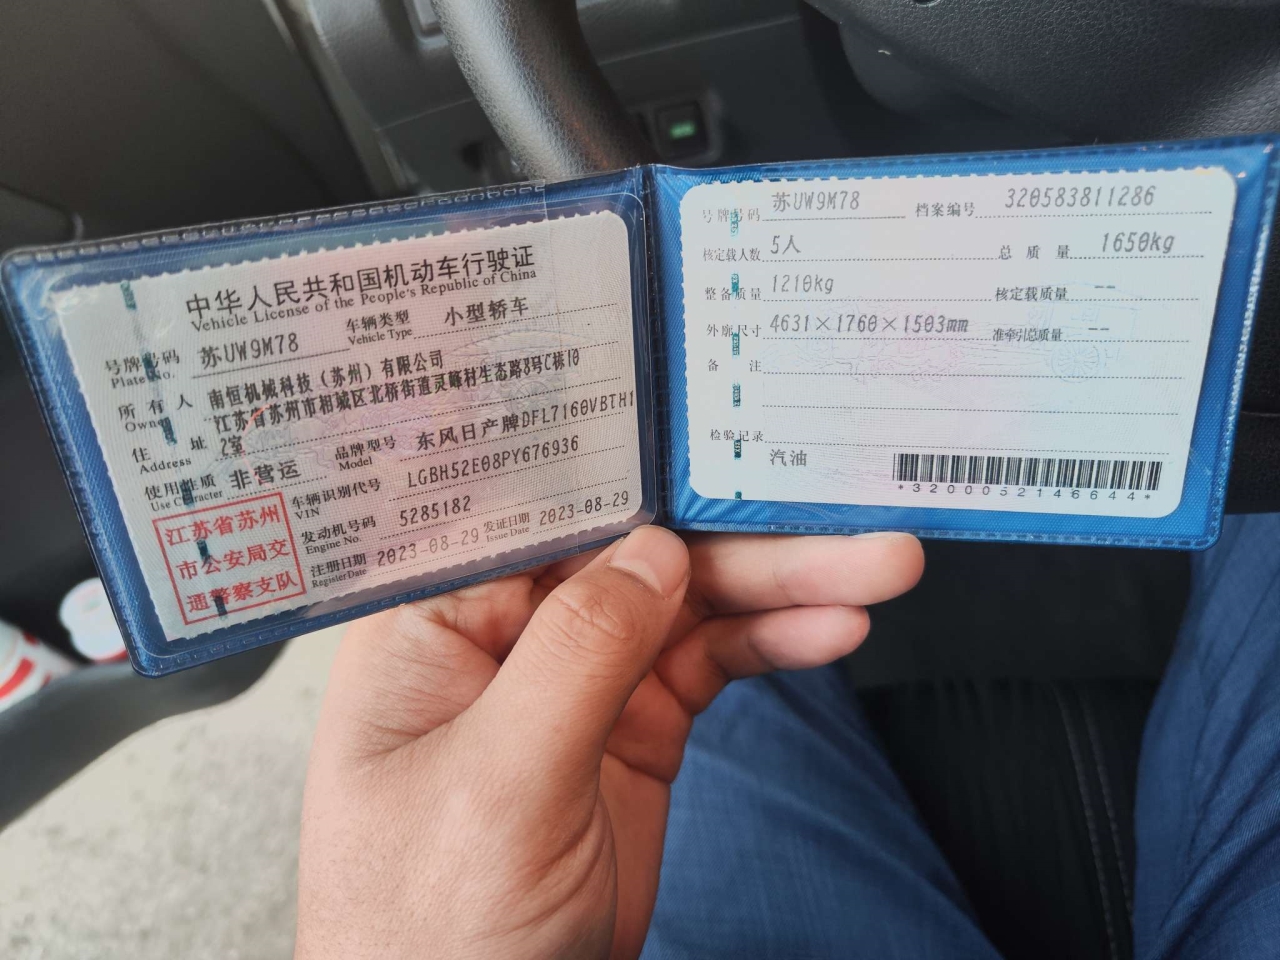 中华人民共和国机动车行驶证
Vehicle License of the People's Republic of China
号牌号码 苏UW9M78 车辆类型 小型轿车
Plate No. Vehicle Type
所有人 南恒机械科技（苏州）有限公司
Owner
住址 江苏省苏州市相城区北桥街道灵峰村生态路8号C栋10
Address 2室
使用性质 非营运 品牌型号 东风日产牌DFL7160VBTH1
Use Character Model
车辆识别代号 LGBH52E08PY676936
VIN
发动机号码 5285182
Engine No.
注册日期 2023-08-29 发证日期 2023-08-29
Register Date Issue Date
江苏省苏州
市公安局交
通警察支队
号牌号码 苏UW9M78 档案编号 320583811286
核定载人数 5人 总质量 1650kg
整备质量 1210kg 核定载质量 --
外廓尺寸 4631×1760×1503mm 准牵引总质量 --
备注
检验记录
汽油
*3200052146644*